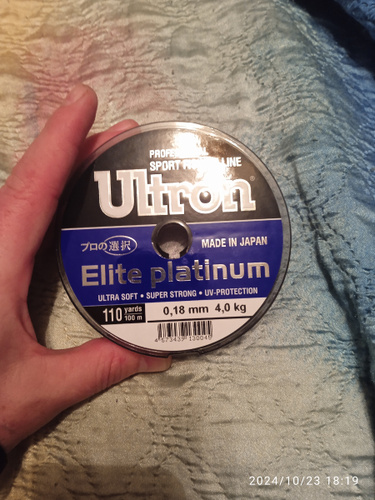 PROFESSIONAL
SPORT FISHING LINE
Ultron®
プロの選択
MADE IN JAPAN
Elite platinum
ULTRA SOFT • SUPER STRONG • UV-PROTECTION
110 yards 100 m
0,18 mm 4,0 kg
2024/10/23 18:19